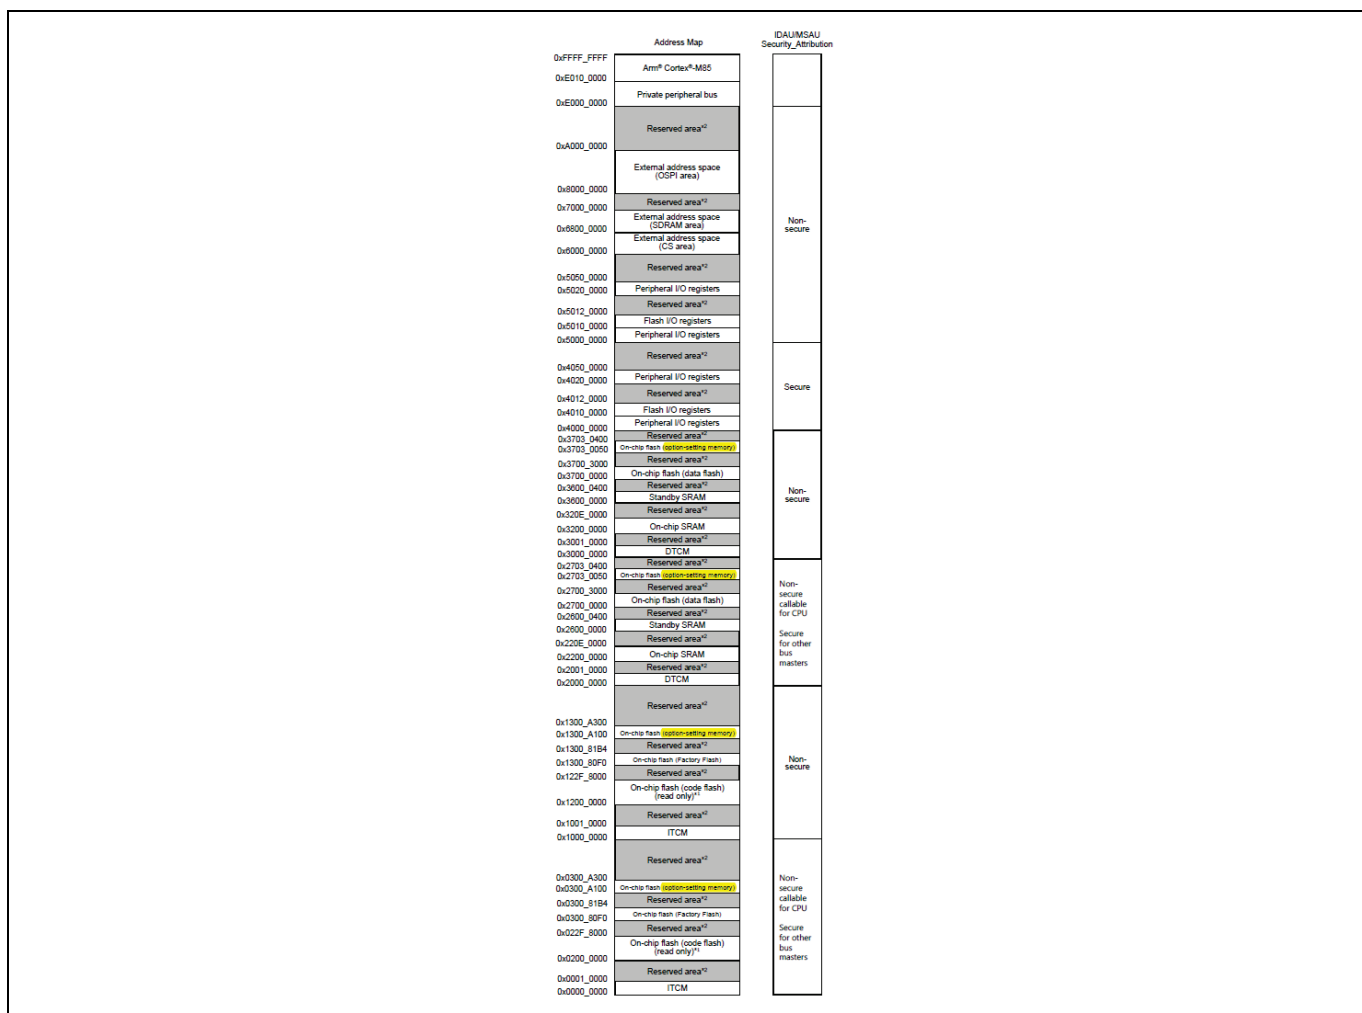 Address Map
IDAU/MSAU
Security_Attribution
0xFFFF_FFFF
Arm® Cortex®-M85
0xE010_0000
Private peripheral bus
0xE000_0000
Reserved area*2
0xA000_0000
External address space
(OSPI area)
0x8000_0000
Reserved area*2
0x7000_0000
External address space
(SDRAM area)
0x6800_0000
External address space
(CS area)
0x6000_0000
Reserved area*2
0x5050_0000
Peripheral I/O registers
0x5020_0000
Reserved area*2
0x5012_0000
Flash I/O registers
0x5010_0000
Peripheral I/O registers
0x5000_0000
Non-
secure
Reserved area*2
0x4050_0000
Peripheral I/O registers
0x4020_0000
Reserved area*2
0x4012_0000
Flash I/O registers
0x4010_0000
Peripheral I/O registers
0x4000_0000
Secure
Reserved area*2
0x3703_0400
On-chip flash (option-setting memory)
0x3703_0050
Reserved area*2
0x3700_3000
On-chip flash (data flash)
0x3700_0000
Reserved area*2
0x3600_0400
Standby SRAM
0x3600_0000
Reserved area*2
0x320E_0000
On-chip SRAM
0x3200_0000
Reserved area*2
0x3001_0000
DTCM
0x3000_0000
Non-
secure
Reserved area*2
0x2703_0400
On-chip flash (option-setting memory)
0x2703_0050
Reserved area*2
0x2700_3000
On-chip flash (data flash)
0x2700_0000
Reserved area*2
0x2600_0400
Standby SRAM
0x2600_0000
Reserved area*2
0x220E_0000
On-chip SRAM
0x2200_0000
Reserved area*2
0x2001_0000
DTCM
0x2000_0000
Non-
secure
callable
for CPU
Secure
for other
bus
masters
Reserved area*2
0x1300_A300
On-chip flash (option-setting memory)
0x1300_A100
Reserved area*2
0x1300_81B4
On-chip flash (Factory Flash)
0x1300_80F0
Reserved area*2
0x122F_8000
On-chip flash (code flash)
(read only)*1
0x1200_0000
Reserved area*2
0x1001_0000
ITCM
0x1000_0000
Non-
secure
Reserved area*2
0x0300_A300
On-chip flash (option-setting memory)
0x0300_A100
Reserved area*2
0x0300_81B4
On-chip flash (Factory Flash)
0x0300_80F0
Reserved area*2
0x022F_8000
On-chip flash (code flash)
(read only)*1
0x0200_0000
Reserved area*2
0x0001_0000
ITCM
0x0000_0000
Non-
secure
callable
for CPU
Secure
for other
bus
masters